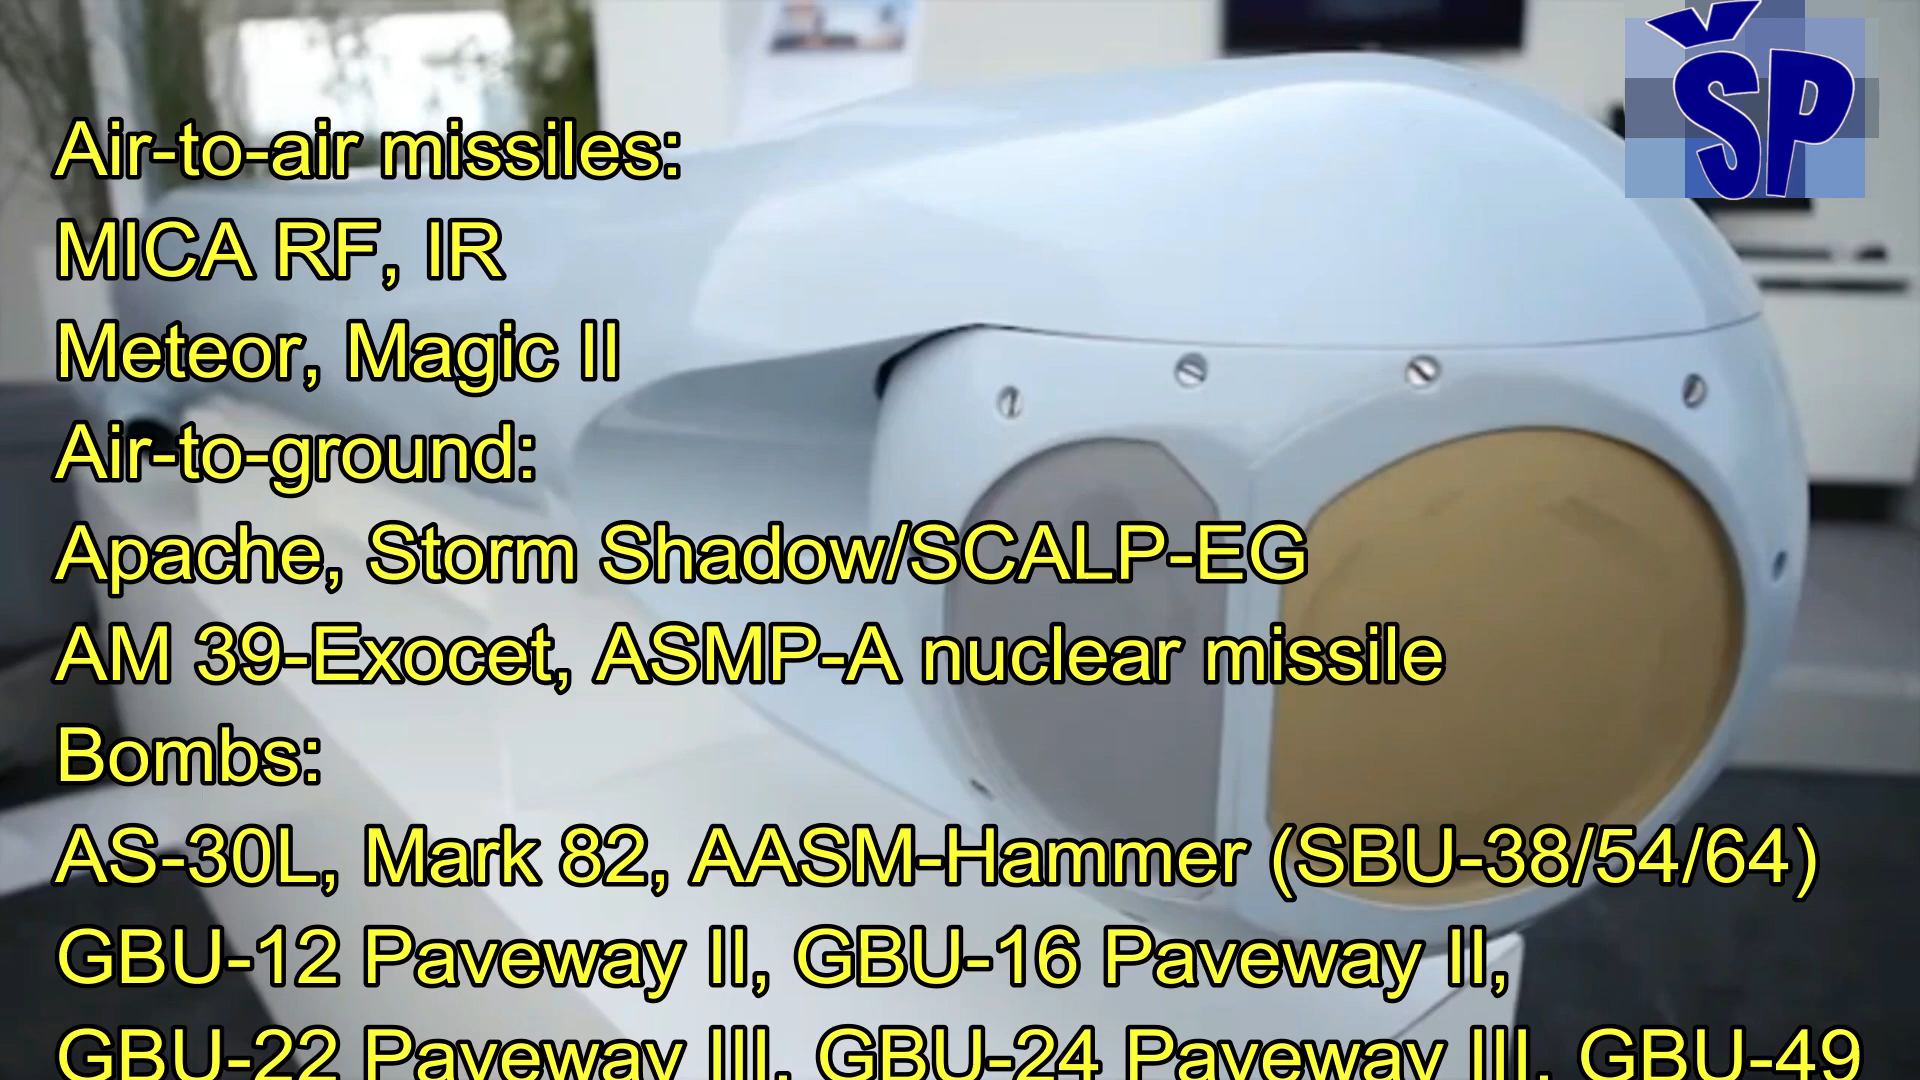 ŠP
Air-to-air missiles:
MICA RF, IR
Meteor, Magic II
Air-to-ground:
Apache, Storm Shadow/SCALP-EG
AM 39-Exocet, ASMP-A nuclear missile
Bombs:
AS-30L, Mark 82, AASM-Hammer (SBU-38/54/64)
GBU-12 Paveway II, GBU-16 Paveway II,
GBU-22 Paveway III, GBU-24 Paveway III, GBU-49